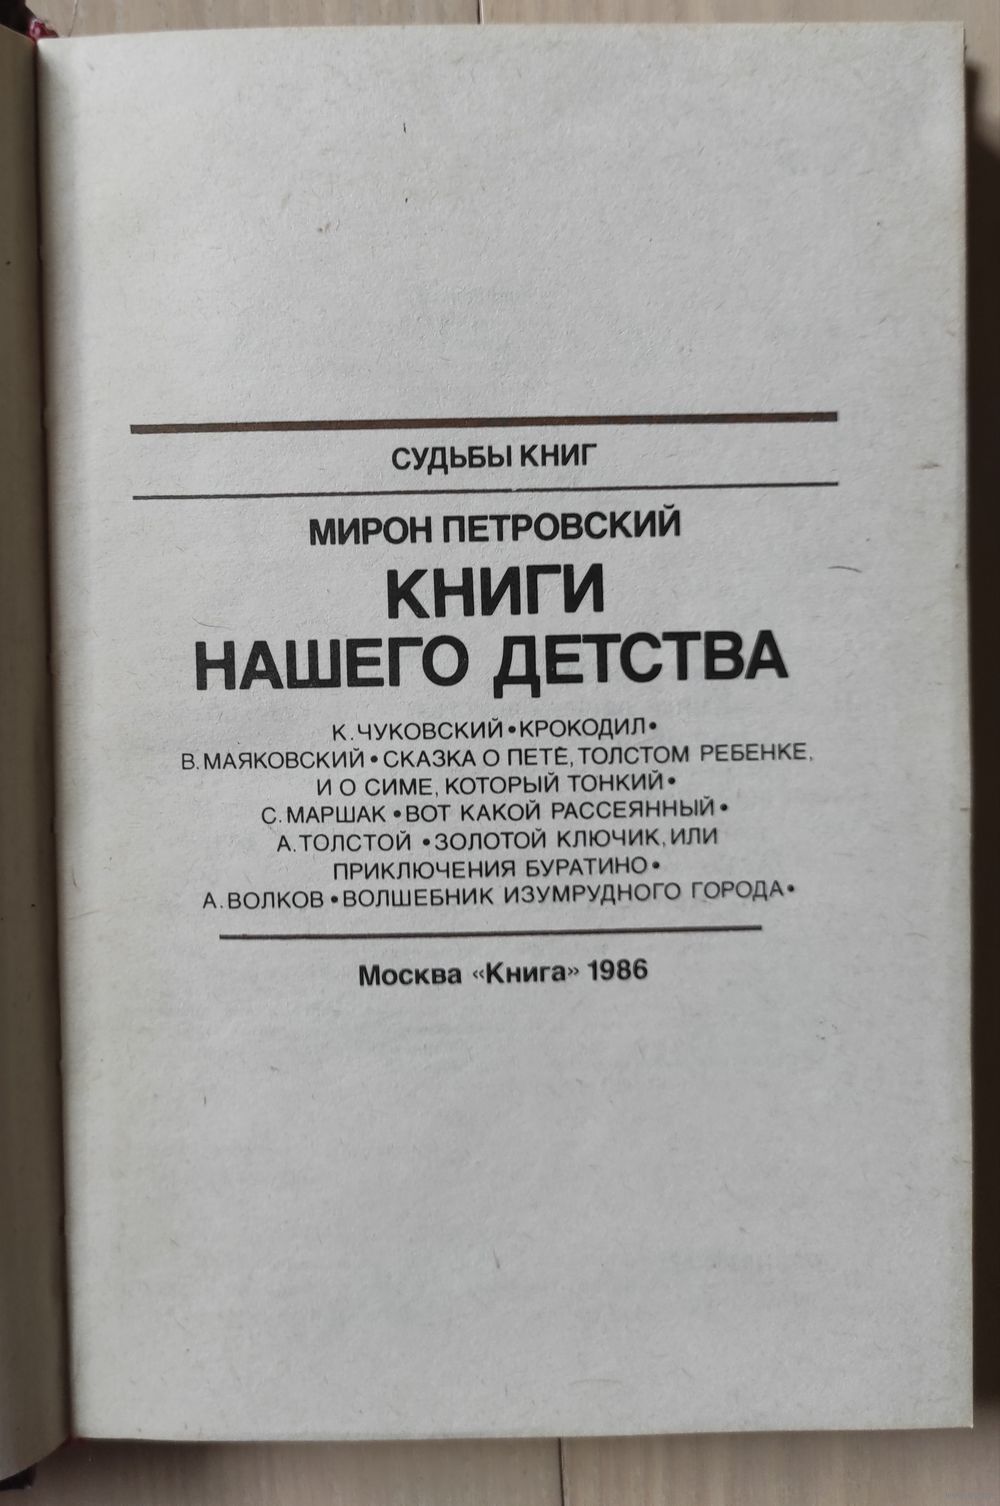 СУДЬБЫ КНИГ
МИРОН ПЕТРОВСКИЙ
КНИГИ
НАШЕГО ДЕТСТВА
К. ЧУКОВСКИЙ • КРОКОДИЛ •
В. МАЯКОВСКИЙ • СКАЗКА О ПЕТЕ, ТОЛСТОМ РЕБЕНКЕ,
И О СИМЕ, КОТОРЫЙ ТОНКИЙ •
С. МАРШАК • ВОТ КАКОЙ РАССЕЯННЫЙ •
А. ТОЛСТОЙ • ЗОЛОТОЙ КЛЮЧИК, ИЛИ
ПРИКЛЮЧЕНИЯ БУРАТИНО •
А. ВОЛКОВ • ВОЛШЕБНИК ИЗУМРУДНОГО ГОРОДА •
Москва «Книга» 1986